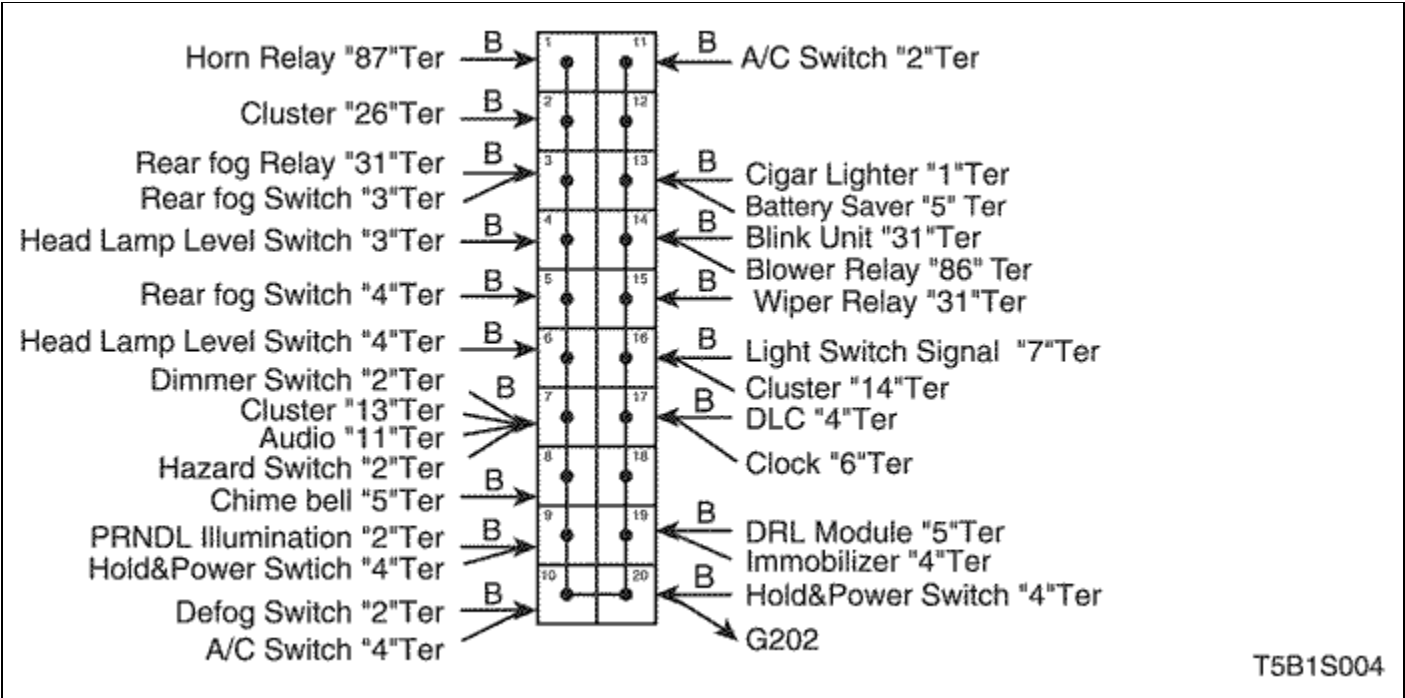 Horn Relay "87"Ter B 1 11 B A/C Switch "2"Ter
Cluster "26"Ter B 2 12
Rear fog Relay "31"Ter B 3 13 B Cigar Lighter "1"Ter
Rear fog Switch "3"Ter Battery Saver "5" Ter
Head Lamp Level Switch "3"Ter B 4 14 B Blink Unit "31"Ter
Blower Relay "86" Ter
Rear fog Switch "4"Ter B 5 15 B Wiper Relay "31"Ter
Head Lamp Level Switch "4"Ter B 6 16 B Light Switch Signal "7"Ter
Dimmer Switch "2"Ter B Cluster "14"Ter
Cluster "13"Ter 7 17 B DLC "4"Ter
Audio "11"Ter
Hazard Switch "2"Ter 8 18 Clock "6"Ter
Chime bell "5"Ter B
PRNDL Illumination "2"Ter B 9 19 B DRL Module "5"Ter
Hold&Power Swtich "4"Ter Immobilizer "4"Ter
10 20 B Hold&Power Switch "4"Ter
Defog Switch "2"Ter B
A/C Switch "4"Ter G202
T5B1S004